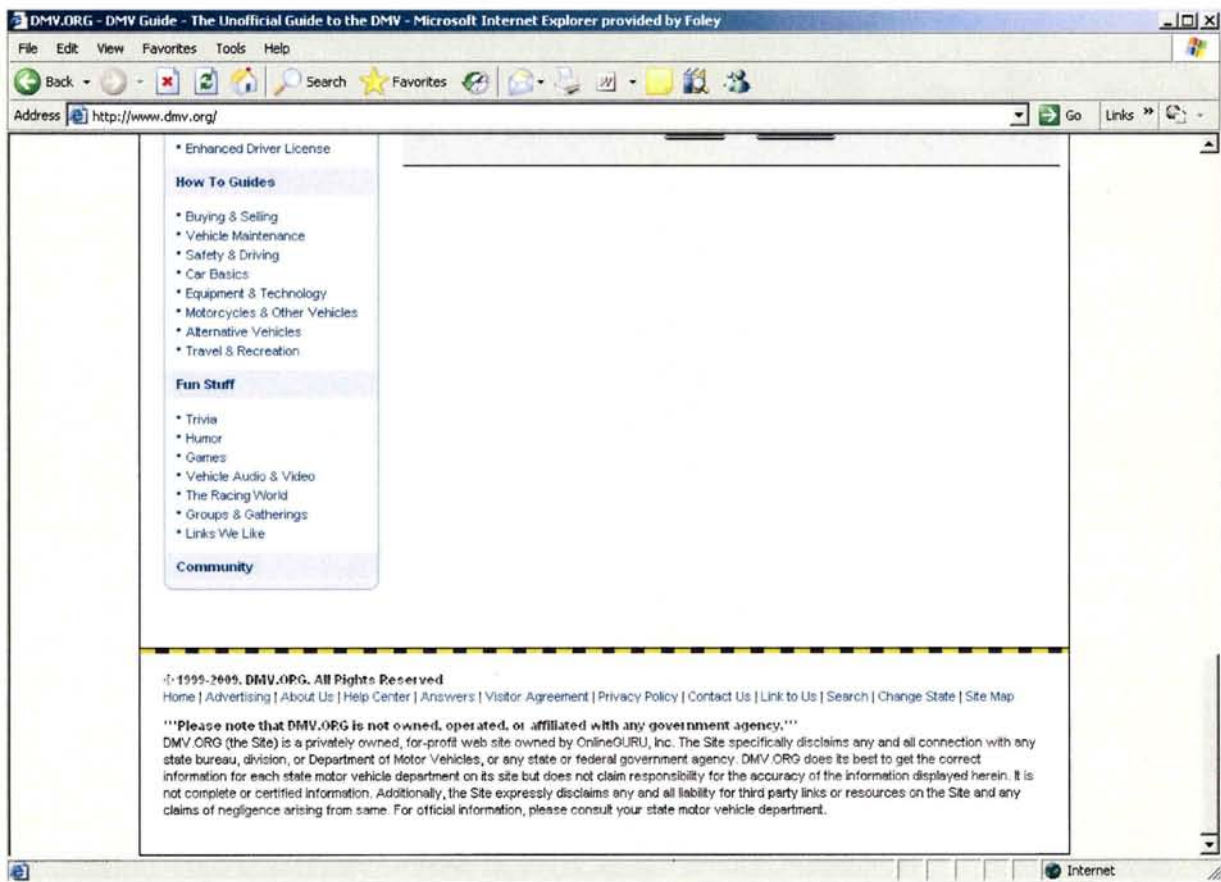 DMV.ORG - DMV Guide - The Unofficial Guide to the DMV - Microsoft Internet Explorer provided by Foley
File Edit View Favorites Tools Help
Back Search Favorites
Address http://www.dmv.org/ Go Links »
* Enhanced Driver License
How To Guides
* Buying & Selling
* Vehicle Maintenance
* Safety & Driving
* Car Basics
* Equipment & Technology
* Motorcycles & Other Vehicles
* Alternative Vehicles
* Travel & Recreation
Fun Stuff
* Trivia
* Humor
* Games
* Vehicle Audio & Video
* The Racing World
* Groups & Gatherings
* Links We Like
Community
© 1999-2009, DMV.ORG. All Rights Reserved
Home | Advertising | About Us | Help Center | Answers | Visitor Agreement | Privacy Policy | Contact Us | Link to Us | Search | Change State | Site Map
"'Please note that DMV.ORG is not owned, operated, or affiliated with any government agency.'"
DMV.ORG (the Site) is a privately owned, for-profit web site owned by OnlineGURU, Inc. The Site specifically disclaims any and all connection with any
state bureau, division, or Department of Motor Vehicles, or any state or federal government agency. DMV.ORG does its best to get the correct
information for each state motor vehicle department on its site but does not claim responsibility for the accuracy of the information displayed herein. It is
not complete or certified information. Additionally, the Site expressly disclaims any and all liability for third party links or resources on the Site and any
claims of negligence arising from same. For official information, please consult your state motor vehicle department.
Internet